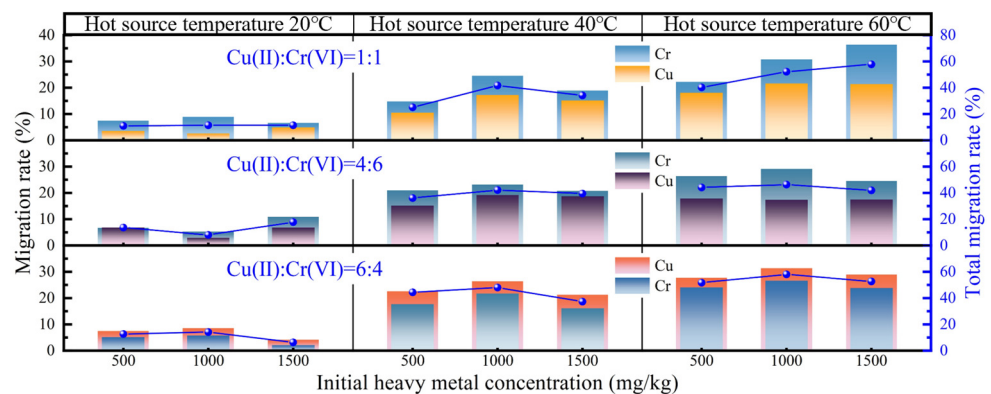 Hot source temperature 20°C Hot source temperature 40°C Hot source temperature 60°C
40 80
Cu(II):Cr(VI)=1:1 Cr
30 Cu 60
20 40
10 20
0 0
Cu(II):Cr(VI)=4:6 Cr
30 Cu 60
20 40
10 20
0 0
Cu(II):Cr(VI)=6:4 Cu
30 Cr 60
20 40
10 20
0 0
500 1000 1500 500 1000 1500 500 1000 1500
Initial heavy metal concentration (mg/kg)
Migration rate (%)
Total migration rate (%)